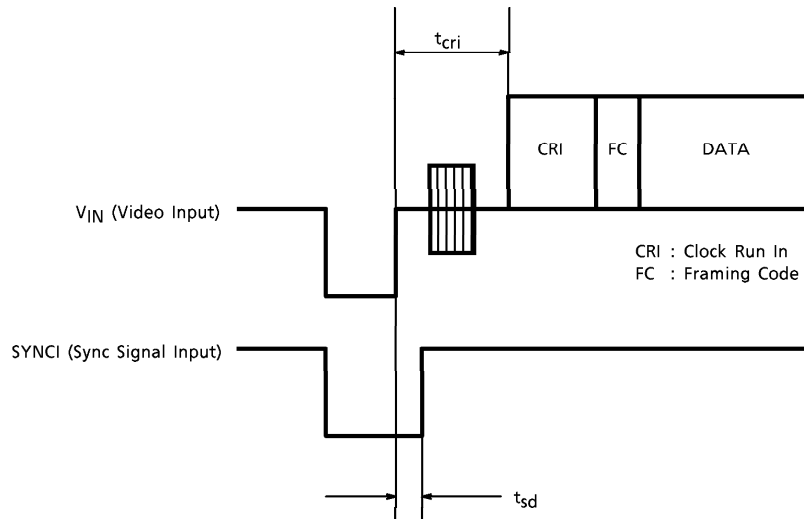 tcri
CRI
FC
DATA
VIN (Video Input)
CRI : Clock Run In
FC : Framing Code
SYNCI (Sync Signal Input)
tsd